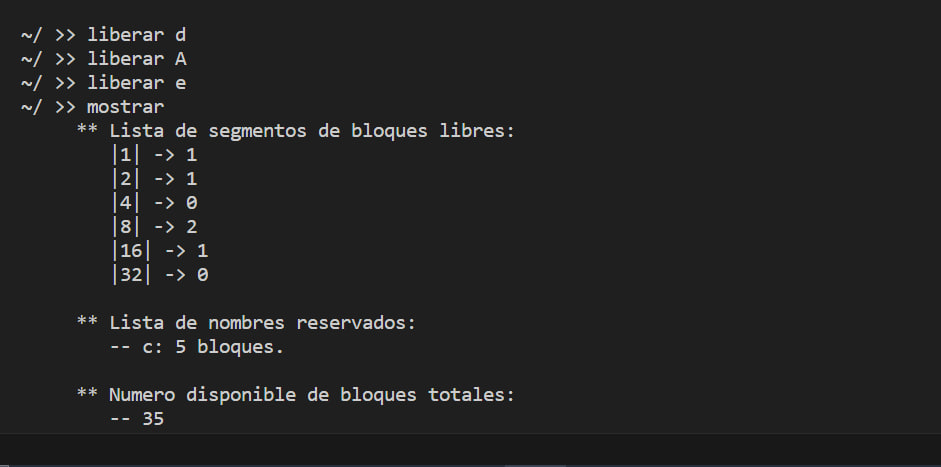 ~/ >> liberar d
~/ >> liberar A
~/ >> liberar e
~/ >> mostrar
** Lista de segmentos de bloques libres:
|1| -> 1
|2| -> 1
|4| -> 0
|8| -> 2
|16| -> 1
|32| -> 0
** Lista de nombres reservados:
-- c: 5 bloques.
** Numero disponible de bloques totales:
-- 35